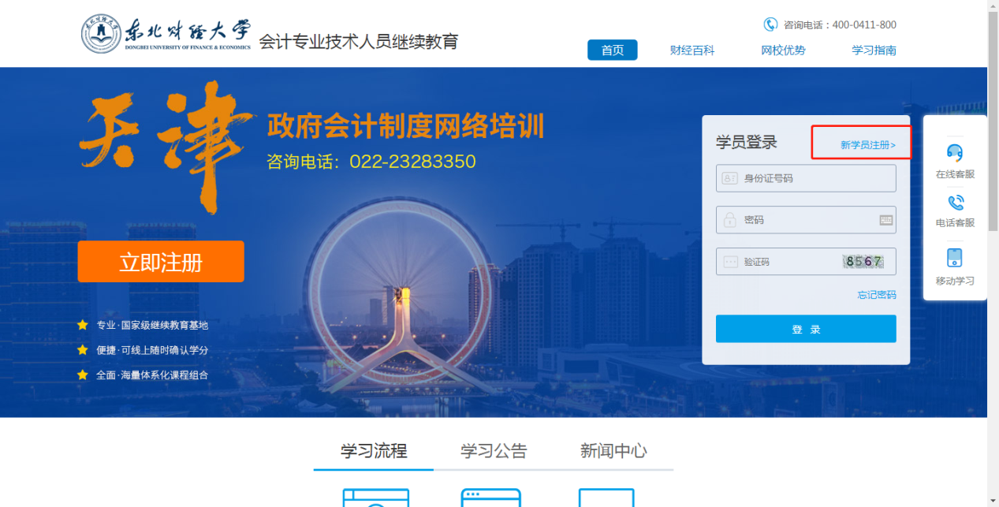 东北财经大学
DONGBEI UNIVERSITY OF FINANCE & ECONOMICS
会计专业技术人员继续教育
咨询电话：400-0411-800
首页 财经百科 网校优势 学习指南
天津
政府会计制度网络培训
咨询电话：022-23283350
立即注册
专业·国家级继续教育基地
便捷·可线上随时确认学分
全面·海量体系化课程组合
学员登录
新学员注册>
身份证号码
密码
验证码 8567
忘记密码
登 录
在线客服
电话客服
移动学习
学习流程 学习公告 新闻中心